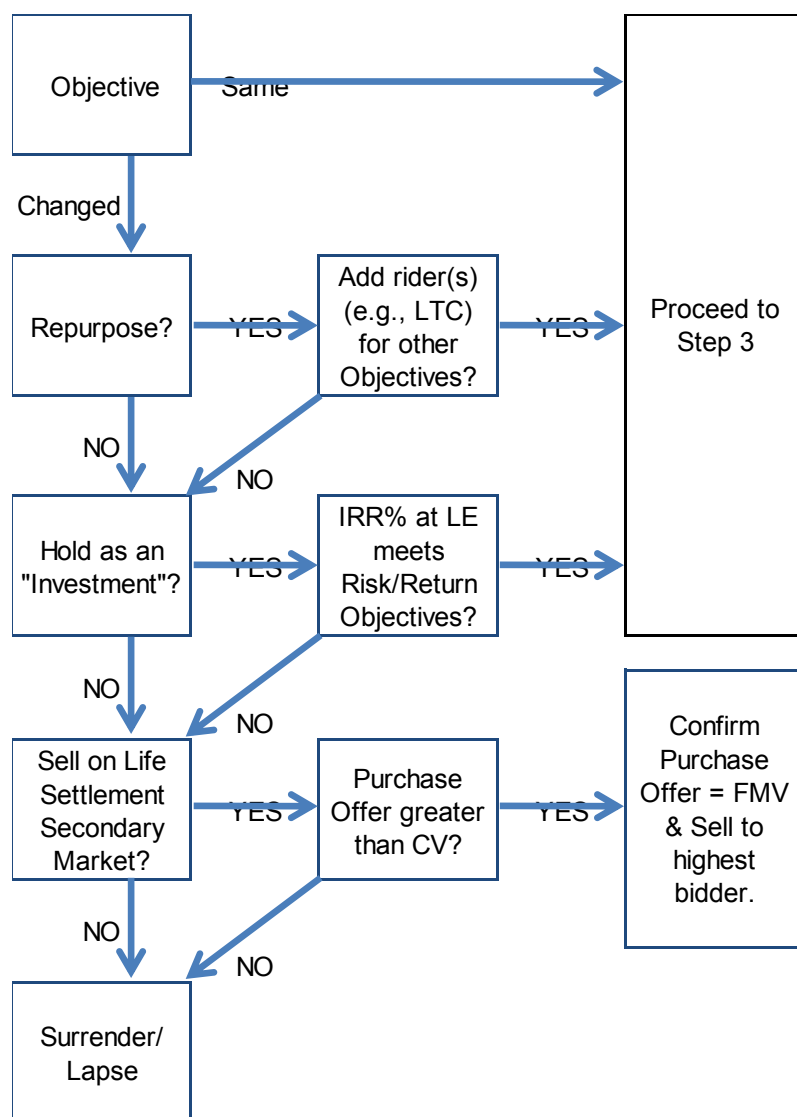 Objective
Same
Changed
Repurpose?
YES
Add rider(s)
(e.g., LTC)
for other
Objectives?
YES
Proceed to
Step 3
NO
NO
Hold as an
"Investment"?
YES
IRR% at LE
meets
Risk/Return
Objectives?
YES
NO
NO
Sell on Life
Settlement
Secondary
Market?
YES
Purchase
Offer greater
than CV?
YES
Confirm
Purchase
Offer = FMV
& Sell to
highest
bidder.
NO
NO
Surrender/
Lapse